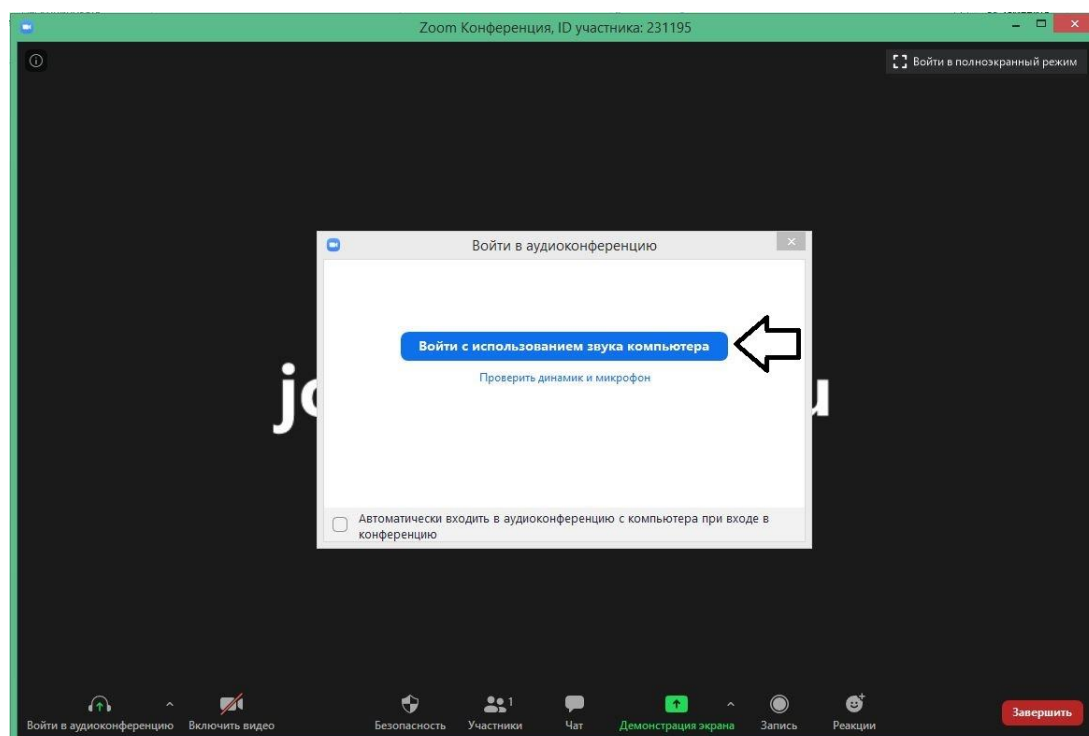 Zoom Конференция, ID участника: 231195
Войти в полноэкранный режим
Войти в аудиоконференцию
Войти с использованием звука компьютера
Проверить динамик и микрофон
Автоматически входить в аудиоконференцию с компьютера при входе в
конференцию
Войти в аудиоконференцию
Включить видео
Безопасность
Участники
1
Чат
Демонстрация экрана
Запись
Реакции
Завершить